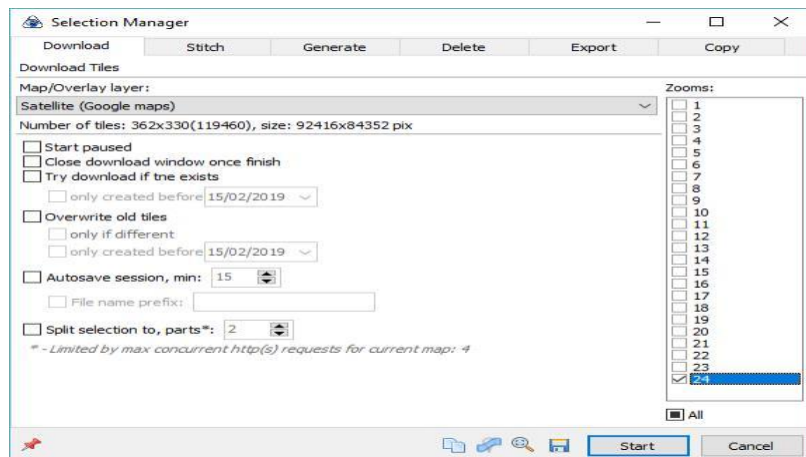 Selection Manager
Download Stitch Generate Delete Export Copy
Download Tiles
Map/Overlay layer:
Satellite (Google maps)
Number of tiles: 362x330(119460), size: 92416x84352 pix
Start paused
Close download window once finish
Try download if tne exists
only created before 15/02/2019
Overwrite old tiles
only if different
only created before 15/02/2019
Autosave session, min: 15
File name prefix:
Split selection to, parts*: 2
* - Limited by max concurrent http(s) requests for current map: 4
Zooms:
1
2
3
4
5
6
7
8
9
10
11
12
13
14
15
16
17
18
19
20
21
22
23
24
All
Start Cancel